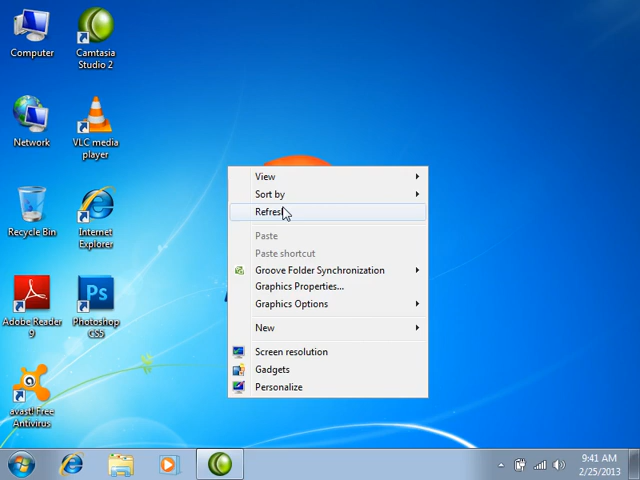 Computer
Camtasia
Studio 2
Network
VLC media
player
Recycle Bin
Internet
Explorer
Adobe Reader
9
Photoshop
CS5
avast! Free
Antivirus
View
Sort by
Refresh
Paste
Paste shortcut
Groove Folder Synchronization
Graphics Properties...
Graphics Options
New
Screen resolution
Gadgets
Personalize
9:41 AM
2/25/2013